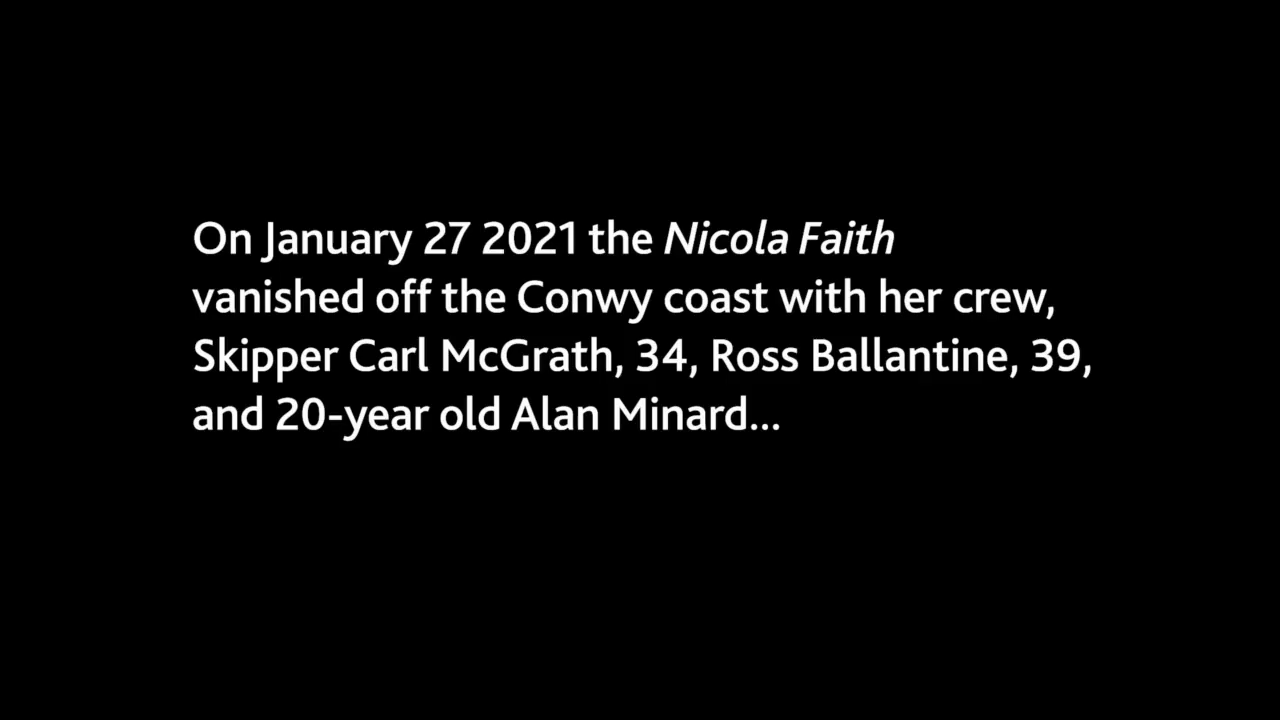 On January 27 2021 the Nicola Faith
vanished off the Conwy coast with her crew,
Skipper Carl McGrath, 34, Ross Ballantine, 39,
and 20-year old Alan Minard...